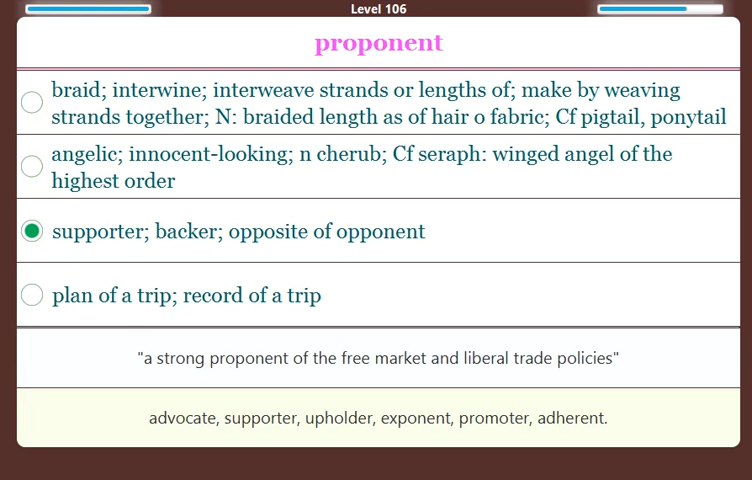 Level 106
proponent
braid; interwine; interweave strands or lengths of; make by weaving
strands together; N: braided length as of hair o fabric; Cf pigtail, ponytail
angelic; innocent-looking; n cherub; Cf seraph: winged angel of the
highest order
supporter; backer; opposite of opponent
plan of a trip; record of a trip
"a strong proponent of the free market and liberal trade policies"
advocate, supporter, upholder, exponent, promoter, adherent.